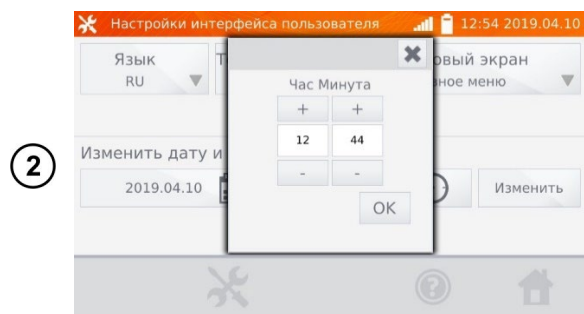 Настройки интерфейса пользователя 12:54 2019.04.10
Язык
RU
Т
овый экран
вное меню
Час Минута
+ +
12 44
- -
OK
Изменить дату и
2019.04.10
Изменить
2